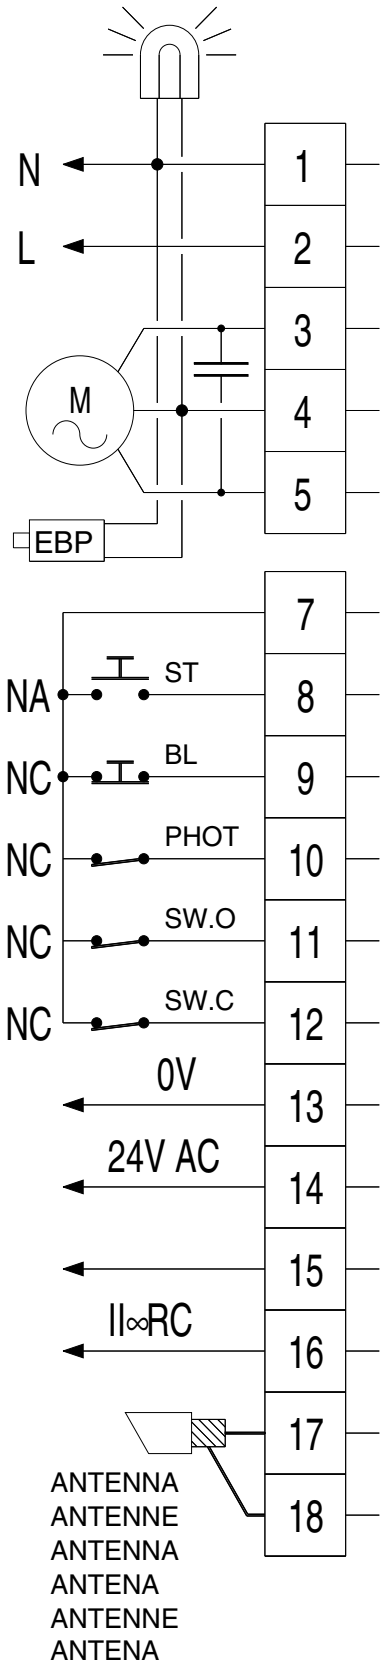 N 1
L 2
3
M 4
5
EBP
7
NA ST 8
NC BL 9
NC PHOT 10
NC SW.O 11
NC SW.C 12
0V 13
24V AC 14
15
II∞RC 16
17
18
ANTENNA
ANTENNE
ANTENNA
ANTENA
ANTENNE
ANTENA